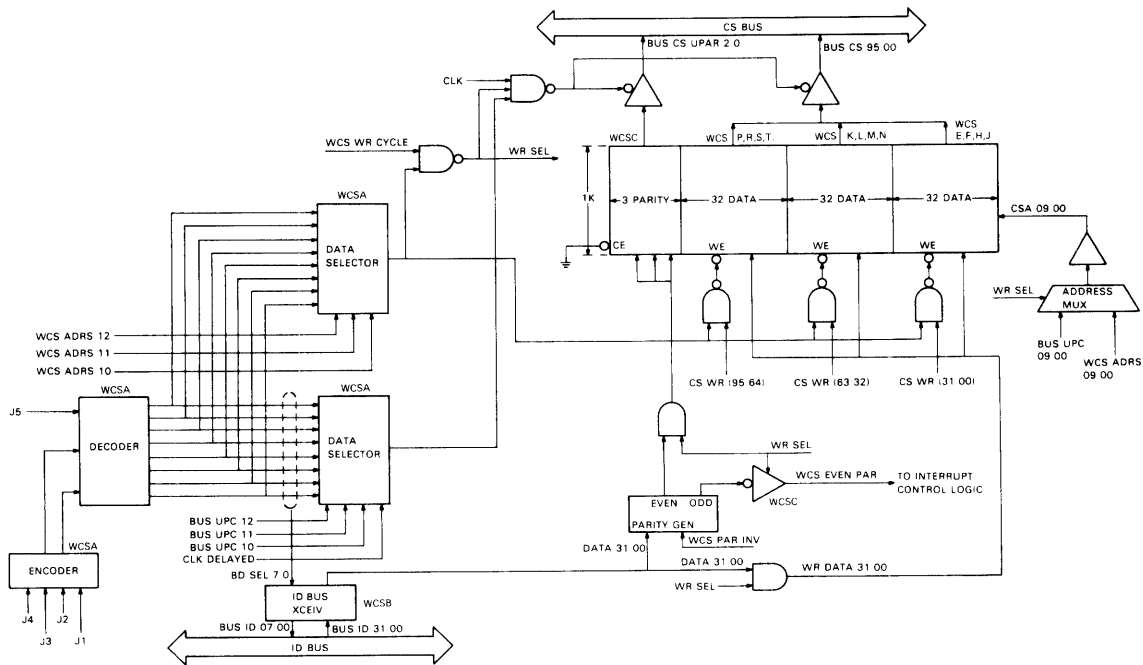 CS BUS
BUS CS UPAR 2 0
BUS CS 95 00
CLK
WCS WR CYCLE
WR SEL
WCSC
WCS P,R,S,T.
WCS K,L,M,N
WCS E,F,H,J
1K
3 PARITY
32 DATA
32 DATA
32 DATA
CSA 09 00
CE
WE
WE
WE
WCSA
DATA SELECTOR
WCS ADRS 12
WCS ADRS 11
WCS ADRS 10
WR SEL
ADDRESS MUX
BUS UPC 09 00
WCS ADRS 09 00
CS WR (95 64)
CS WR (63 32)
CS WR (31 00)
WCSA
J5
DECODER
WCSA
DATA SELECTOR
BUS UPC 12
BUS UPC 11
BUS UPC 10
CLK DELAYED
WR SEL
WCS EVEN PAR
TO INTERRUPT CONTROL LOGIC
WCSC
EVEN ODD
PARITY GEN
WCS PAR INV
DATA 31 00
DATA 31 00
WR DATA 31 00
WR SEL
WCSA
ENCODER
J4
J3
J2
J1
BD SEL 7 0
ID BUS XCEIV
WCSB
BUS ID 07 00
BUS ID 31 00
ID BUS